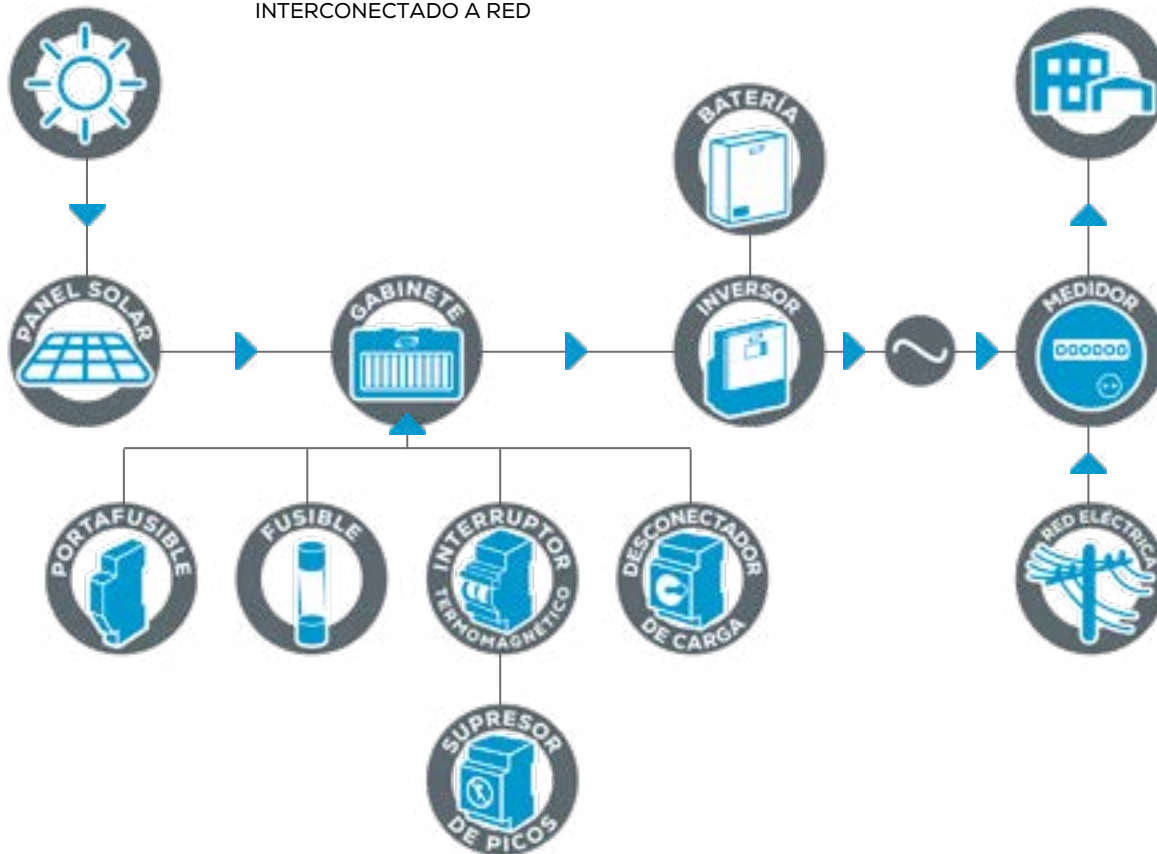 INTERCONECTADO A RED
BATERÍA
PANEL SOLAR
GABINETE
INVERSOR
MEDIDOR
PORTAFUSIBLE
FUSIBLE
INTERRUPTOR
TERMOMAGNÉTICO
DESCONECTADOR
DE CARGA
RED ELÉCTRICA
SUPRESOR
DE PICOS